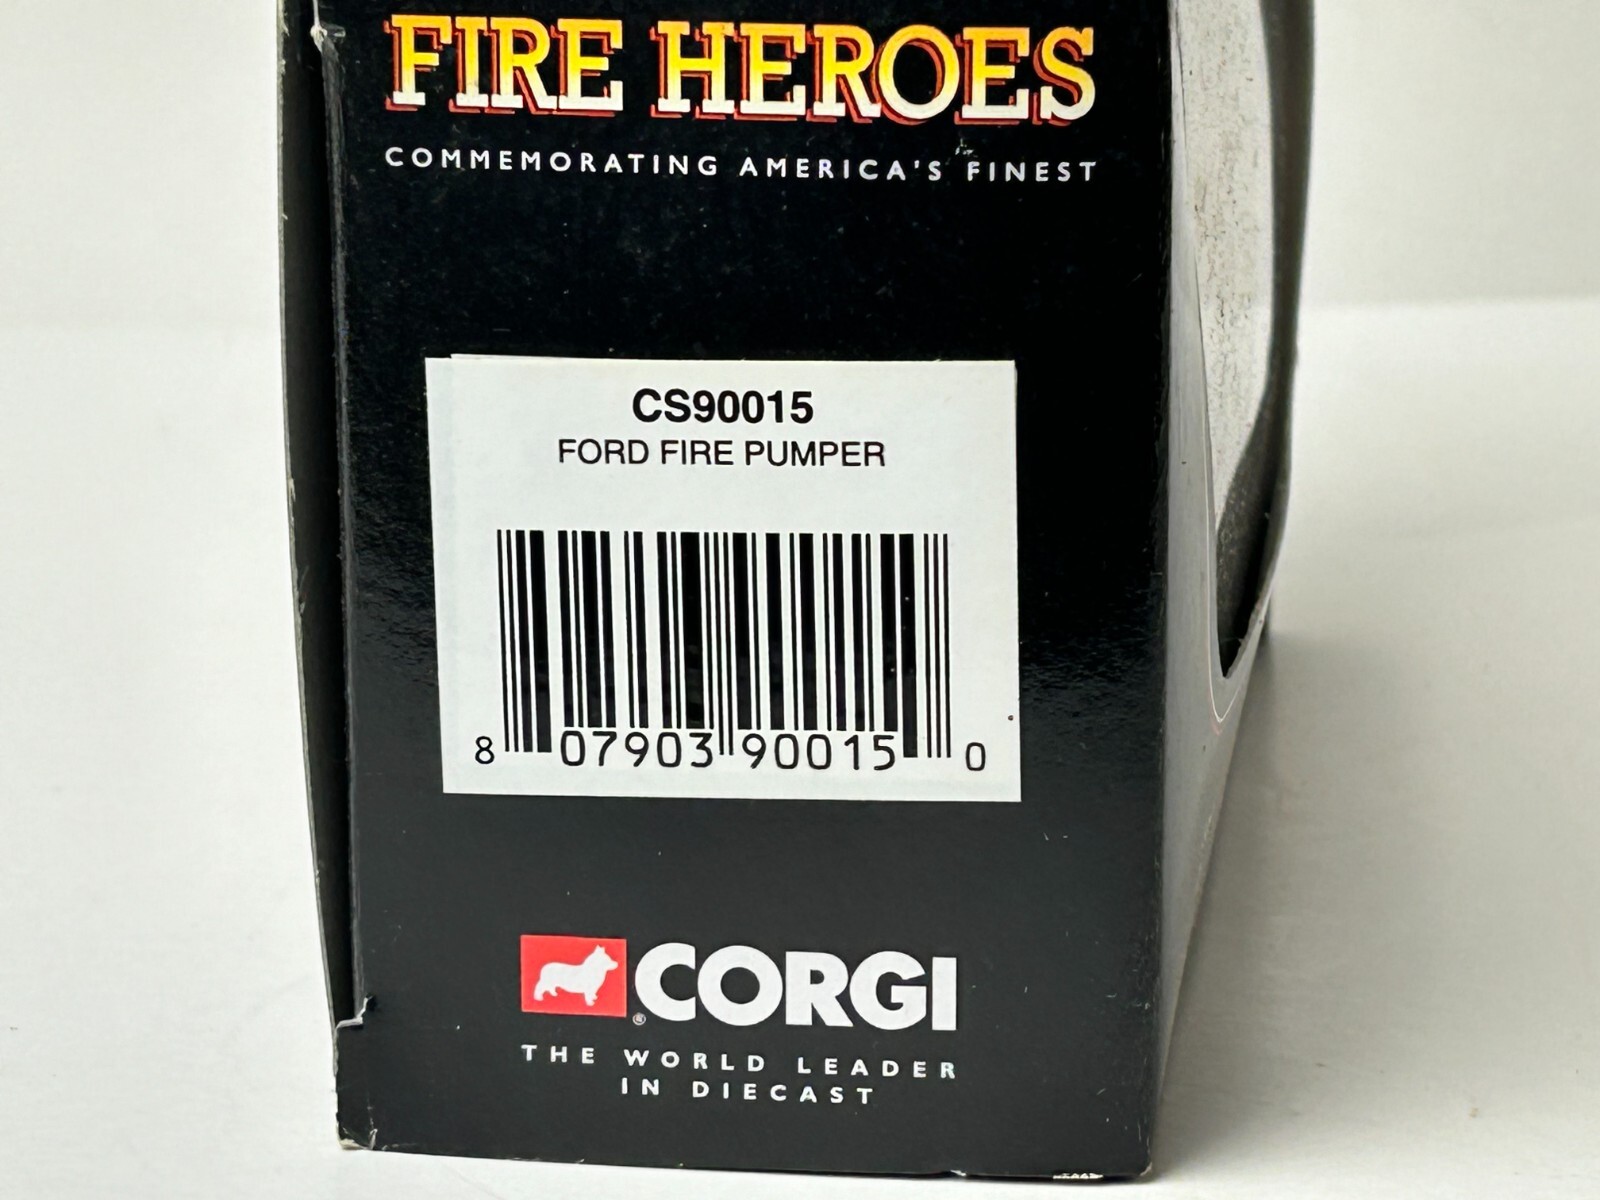 FIRE HEROES
COMMEMORATING AMERICA'S FINEST
CS90015
FORD FIRE PUMPER
8 07903 90015 0
® CORGI
THE WORLD LEADER
IN DIECAST